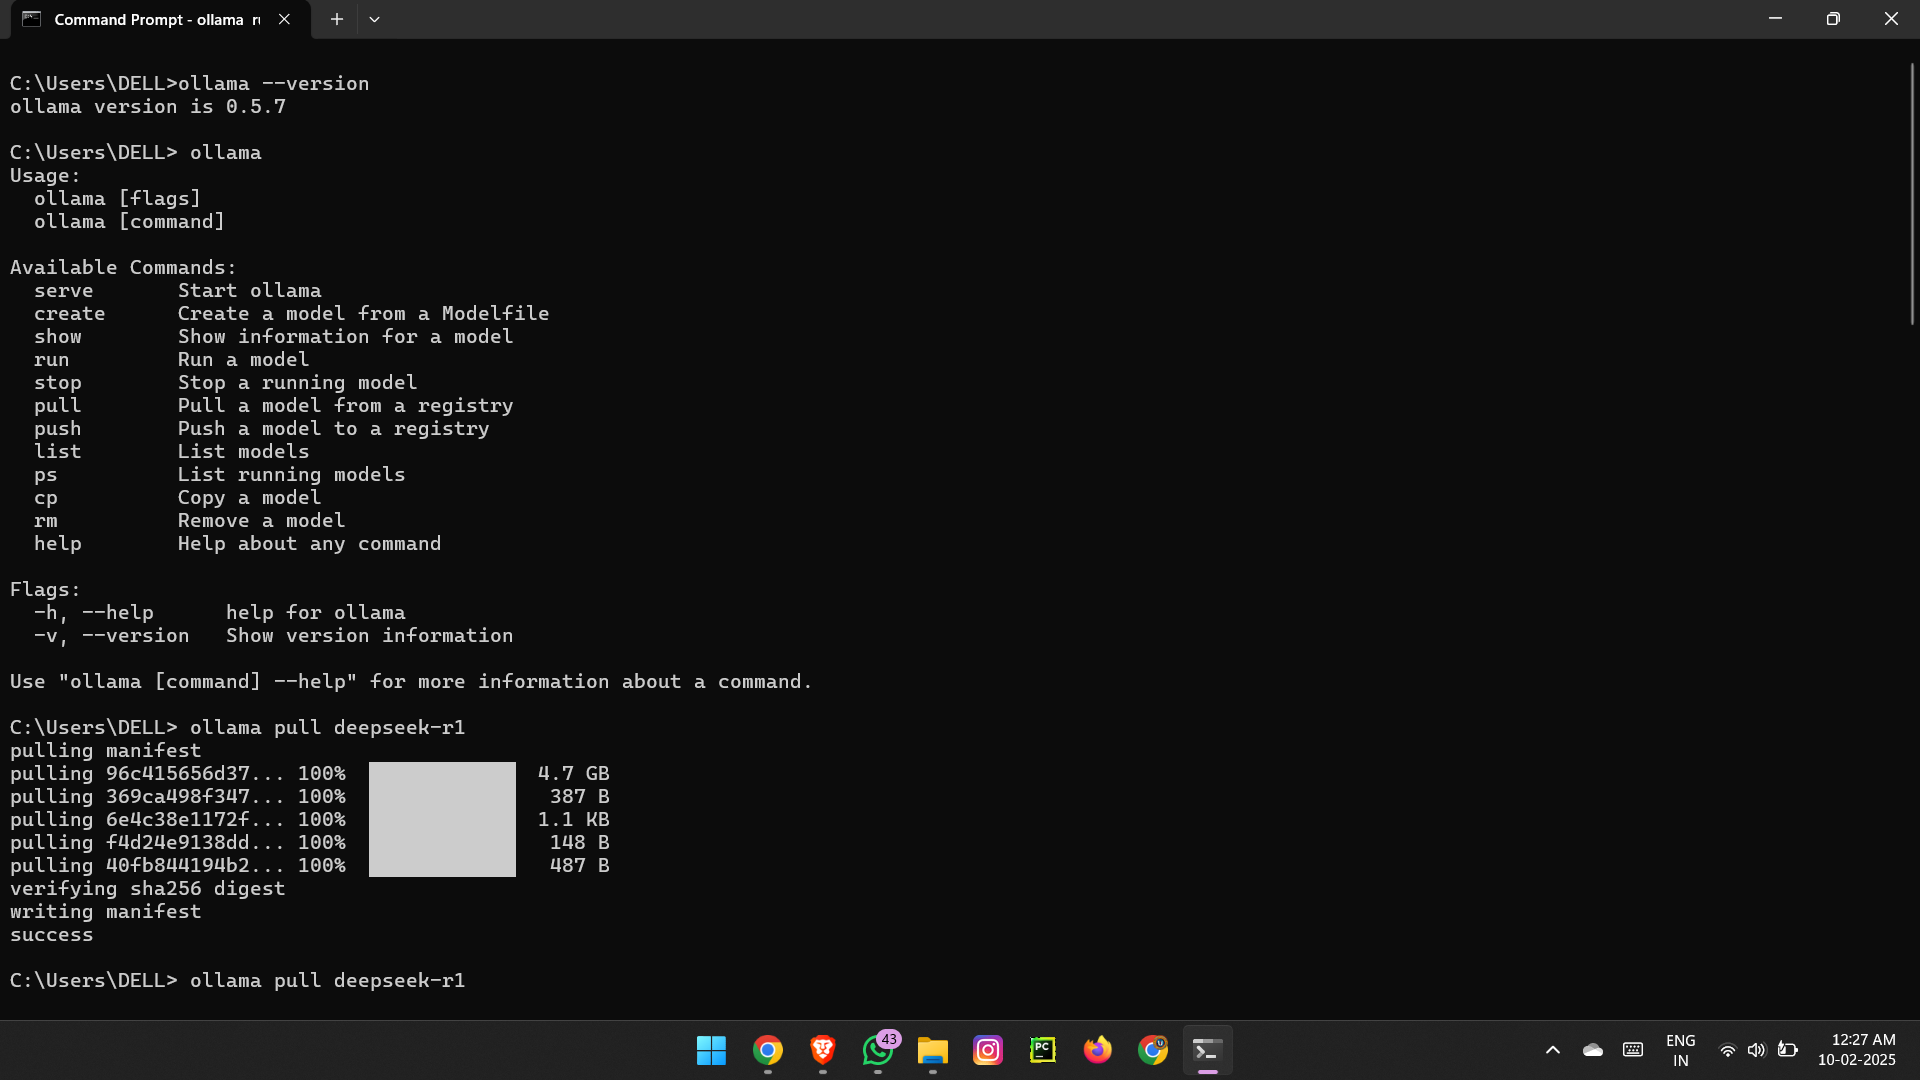 Command Prompt - ollama ru
C:\Users\DELL>ollama --version
ollama version is 0.5.7
C:\Users\DELL> ollama
Usage:
  ollama [flags]
  ollama [command]
Available Commands:
  serve       Start ollama
  create      Create a model from a Modelfile
  show        Show information for a model
  run         Run a model
  stop        Stop a running model
  pull        Pull a model from a registry
  push        Push a model to a registry
  list        List models
  ps          List running models
  cp          Copy a model
  rm          Remove a model
  help        Help about any command
Flags:
  -h, --help      help for ollama
  -v, --version   Show version information
Use "ollama [command] --help" for more information about a command.
C:\Users\DELL> ollama pull deepseek-r1
pulling manifest
pulling 96c415656d37... 100% 4.7 GB
pulling 369ca498f347... 100% 387 B
pulling 6e4c38e1172f... 100% 1.1 KB
pulling f4d24e9138dd... 100% 148 B
pulling 40fb844194b2... 100% 487 B
verifying sha256 digest
writing manifest
success
C:\Users\DELL> ollama pull deepseek-r1
43
PC
ENG
IN
12:27 AM
10-02-2025